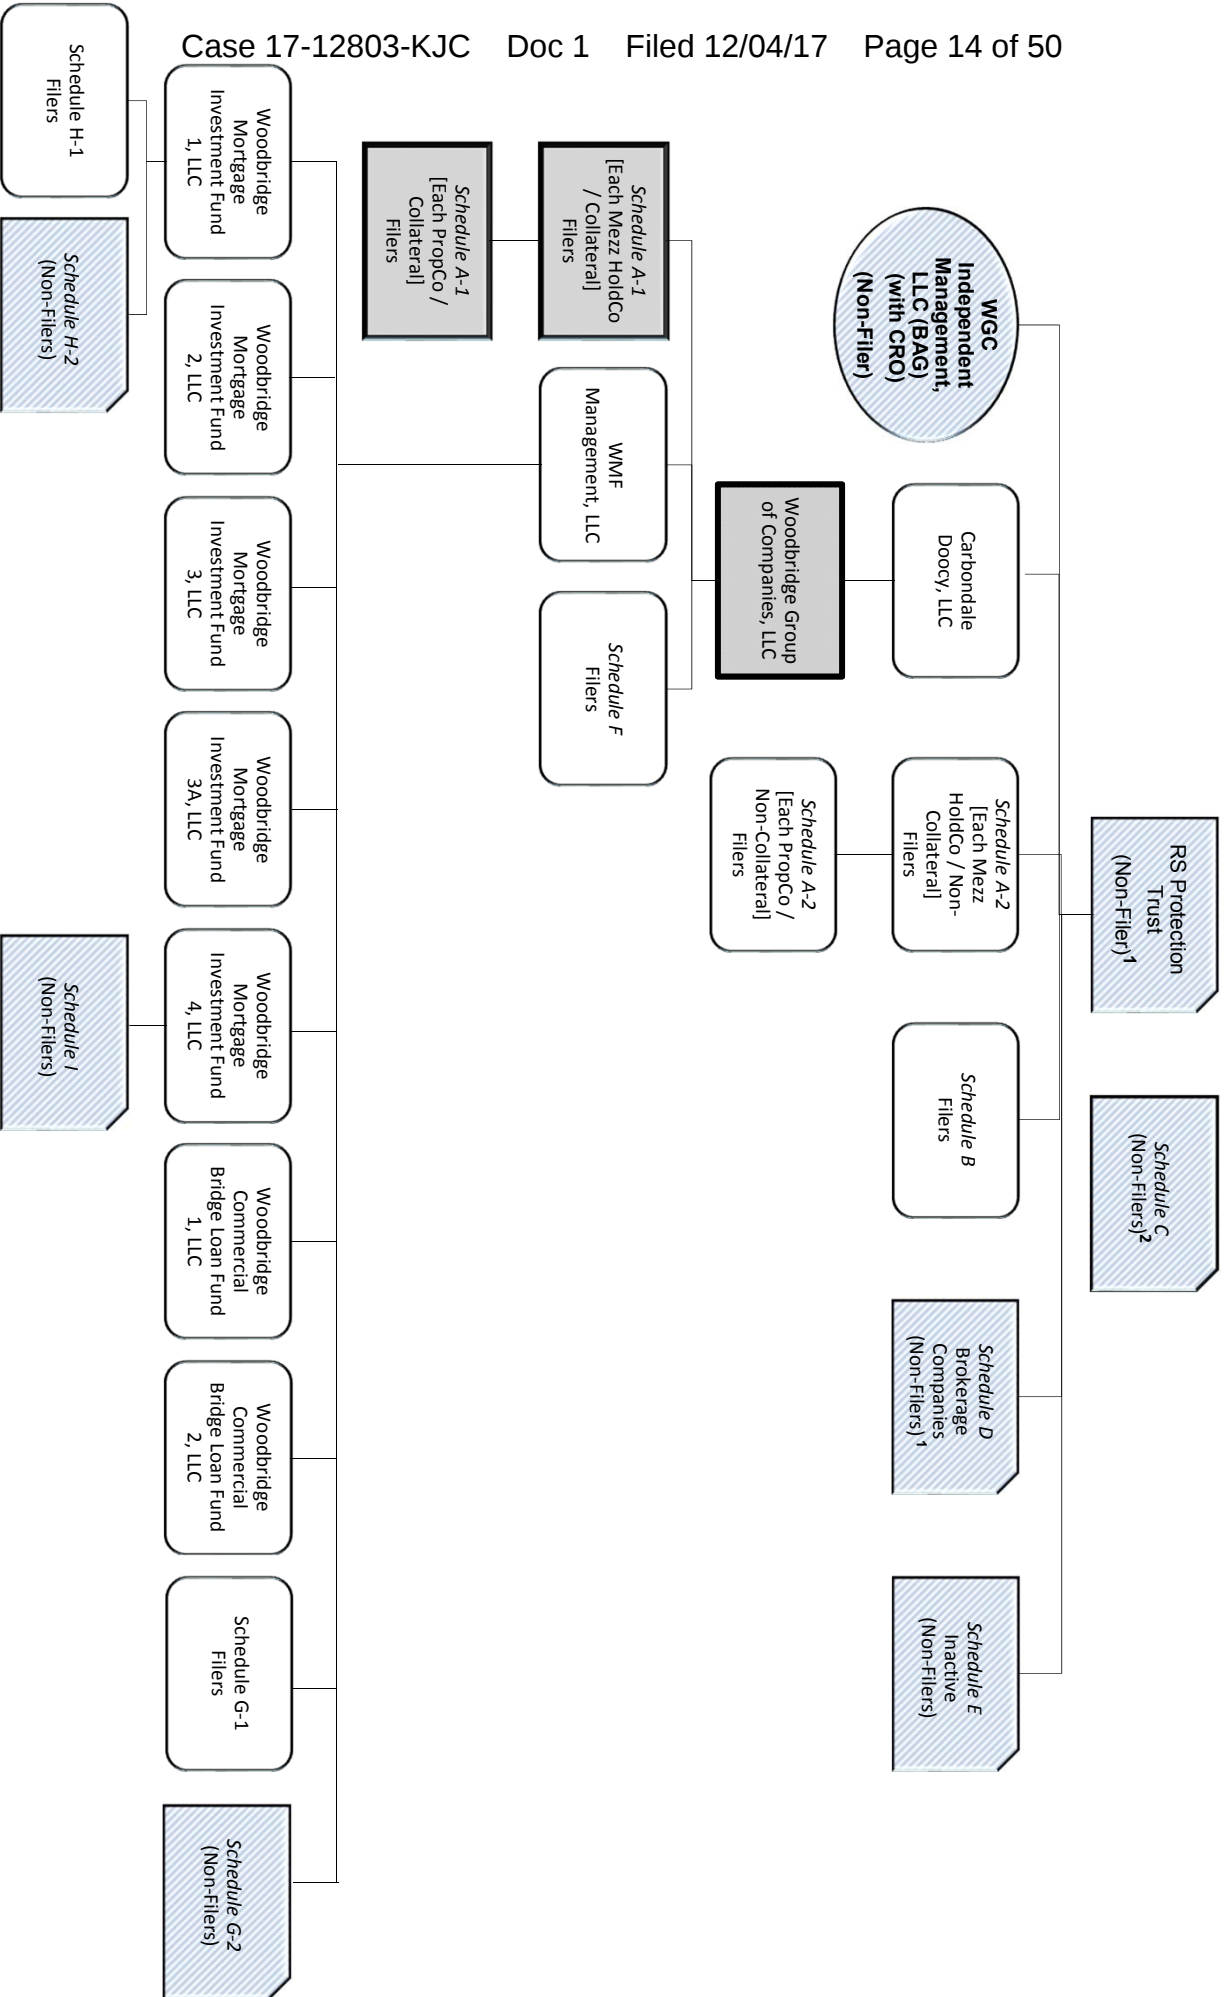 Case 17-12803-KJC Doc 1 Filed 12/04/17 Page 14 of 50
RS Protection
Trust
(Non-Filer)1
Schedule C
(Non-Filers)2
WGC
Independent
Management,
LLC (BAG)
(with CRO)
(Non-Filer)
Carbondale
Doocy, LLC
Schedule A-2
[Each Mezz
HoldCo / Non-
Collateral]
Filers
Schedule B
Filers
Schedule D
Brokerage
Companies
(Non-Filers) 1
Schedule E
Inactive
(Non-Filers)
Woodbridge Group
of Companies, LLC
Schedule A-2
[Each PropCo /
Non-Collateral]
Filers
Schedule A-1
[Each Mezz HoldCo
/ Collateral]
Filers
WMF
Management, LLC
Schedule F
Filers
Schedule A-1
[Each PropCo /
Collateral]
Filers
Woodbridge
Mortgage
Investment Fund
1, LLC
Woodbridge
Mortgage
Investment Fund
2, LLC
Woodbridge
Mortgage
Investment Fund
3, LLC
Woodbridge
Mortgage
Investment Fund
3A, LLC
Woodbridge
Mortgage
Investment Fund
4, LLC
Woodbridge
Commercial
Bridge Loan Fund
1, LLC
Woodbridge
Commercial
Bridge Loan Fund
2, LLC
Schedule G-1
Filers
Schedule G-2
(Non-Filers)
Schedule H-1
Filers
Schedule H-2
(Non-Filers)
Schedule I
(Non-Filers)